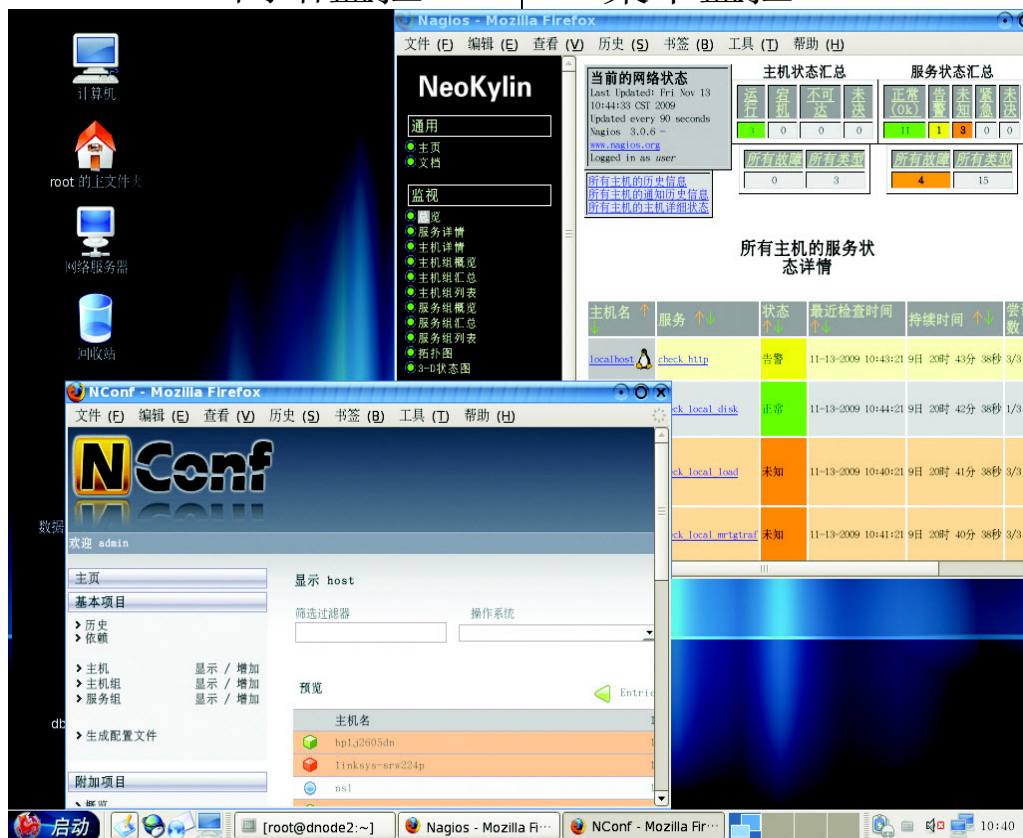 Nagios - Mozilla Firefox
文件 (F) 编辑 (E) 查看 (V) 历史 (S) 书签 (B) 工具 (T) 帮助 (H)
计算机
root 的主文件夹
网络服务器
回收站
NeoKylin
通用
主页
文档
监视
总览
服务详情
主机详情
主机组概览
主机组汇总
主机组列表
服务组概览
服务组汇总
服务组列表
拓扑图
3-D状态图
当前的网络状态
Last Updated: Fri Nov 13
10:44:33 CST 2009
Updated every 90 seconds
Nagios 3.0.6 -
www.nagios.org
Logged in as user
所有主机的历史信息
所有主机的通知历史信息
所有主机的主机详细状态
主机状态汇总
运行 宕机 不可达 未决
3 0 0 0
所有故障 所有类型
0 3
服务状态汇总
正常(Ok) 告警 未知 紧急 未决
11 1 3 0 0
所有故障 所有类型
4 15
所有主机的服务状
态详情
主机名 服务 状态 最近检查时间 持续时间
localhost check_http 告警 11-13-2009 10:43:21 9日 20时 43分 38秒 3/3
ck_local_disk 正常 11-13-2009 10:44:21 9日 20时 42分 38秒 1/3
ck_local_load 未知 11-13-2009 10:40:21 9日 20时 41分 38秒 3/3
ck_local_mrtgtraf 未知 11-13-2009 10:41:21 9日 20时 40分 38秒 3/3
NConf - Mozilla Firefox
文件 (F) 编辑 (E) 查看 (V) 历史 (S) 书签 (B) 工具 (T) 帮助 (H)
NConf
数据
欢迎 admin
主页
基本项目
历史
依赖
主机 显示 / 增加
主机组 显示 / 增加
服务组 显示 / 增加
生成配置文件
附加项目
概览
db
显示 host
筛选过滤器 操作系统
预览
Entrie
主机名
hplj2605dn
linksys-srw224p
ns1
启动 [root@dnode2:~] Nagios - Mozilla Fi… NConf - Mozilla Fir… 10:40